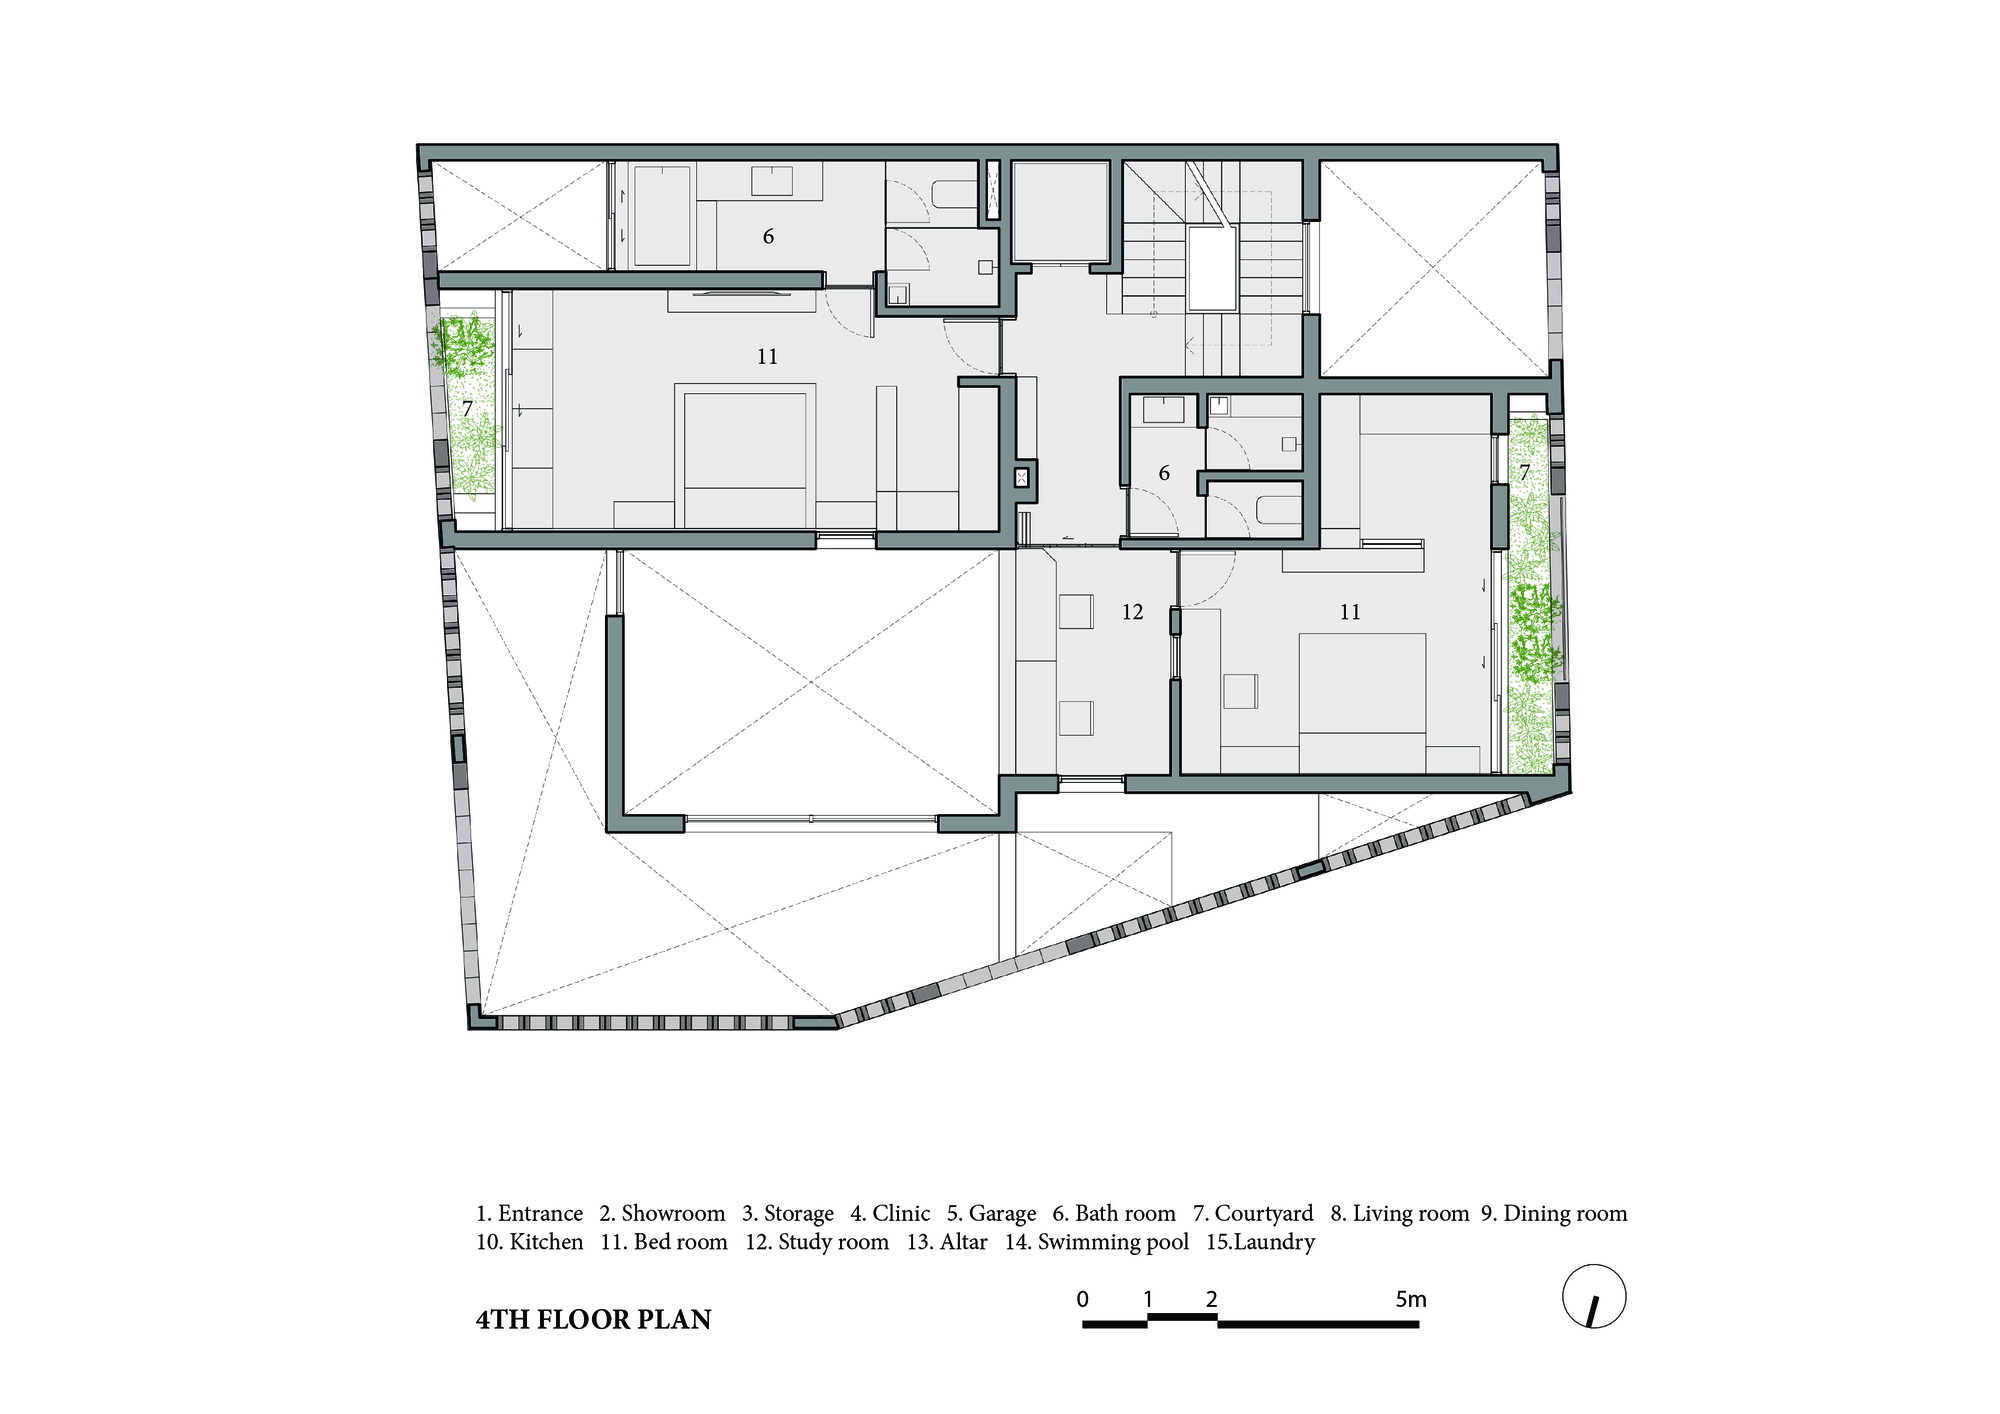 6
11
7
6
7
12
11
1. Entrance 2. Showroom 3. Storage 4. Clinic 5. Garage 6. Bath room 7. Courtyard 8. Living room 9. Dining room
10. Kitchen 11. Bed room 12. Study room 13. Altar 14. Swimming pool 15.Laundry
0 1 2 5m
4TH FLOOR PLAN